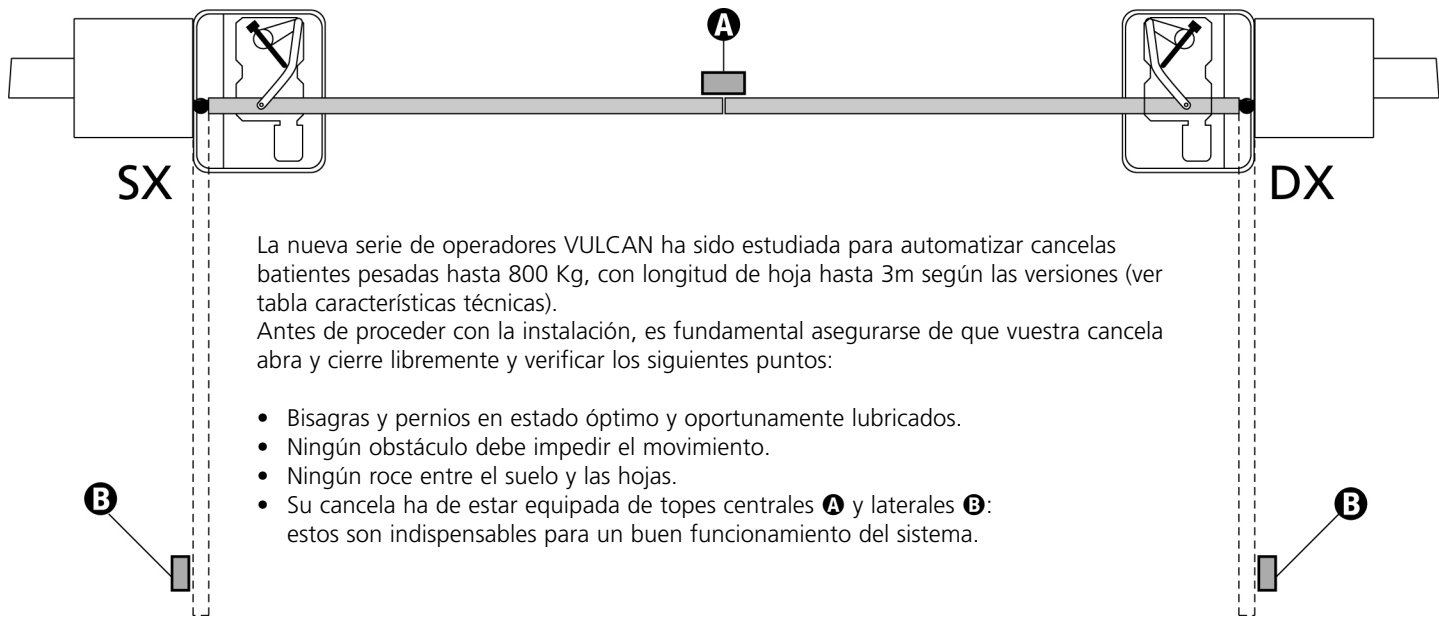 A
SX
DX
La nueva serie de operadores VULCAN ha sido estudiada para automatizar cancelas
batientes pesadas hasta 800 Kg, con longitud de hoja hasta 3m según las versiones (ver
tabla características técnicas).
Antes de proceder con la instalación, es fundamental asegurarse de que vuestra cancela
abra y cierre libremente y verificar los siguientes puntos:
• Bisagras y pernios en estado óptimo y oportunamente lubricados.
• Ningún obstáculo debe impedir el movimiento.
• Ningún roce entre el suelo y las hojas.
• Su cancela ha de estar equipada de topes centrales A y laterales B:
estos son indispensables para un buen funcionamiento del sistema.
B
B